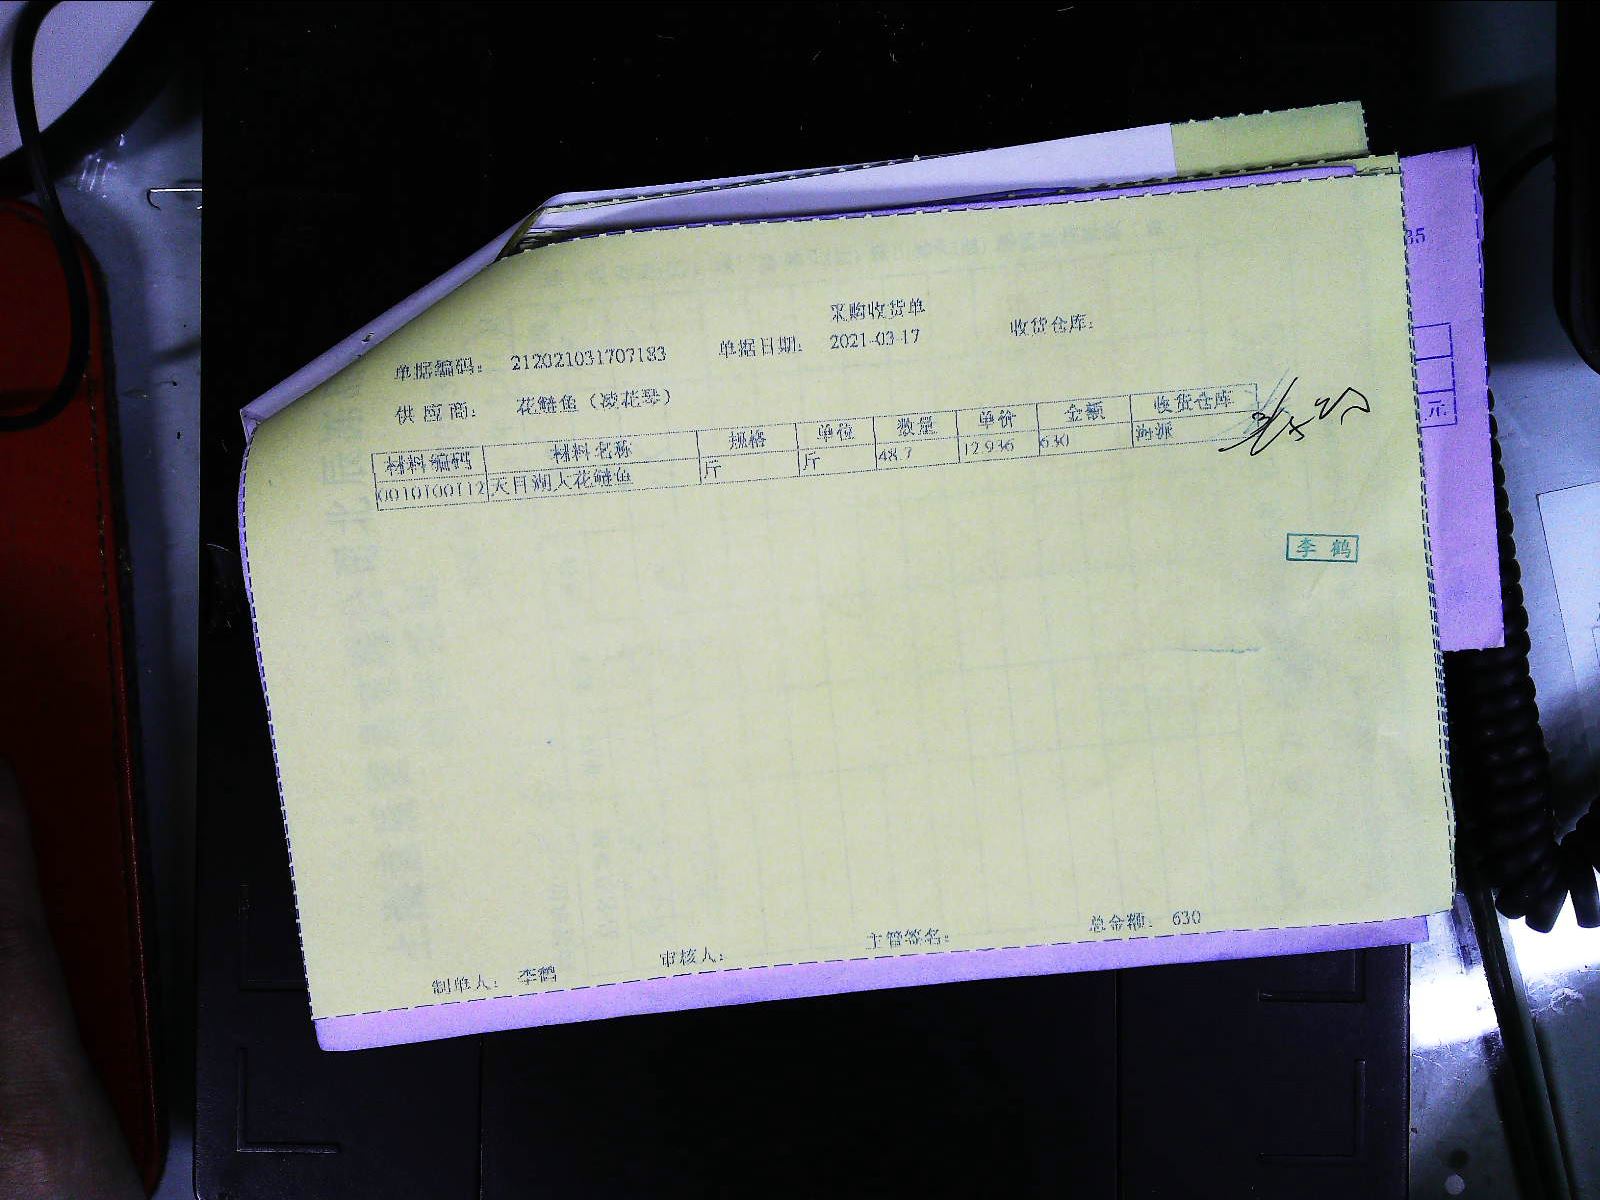 采购收货单
单据编码： 212021031707183 单据日期： 2021-03-17 收货仓库：
供应商： 花鲢鱼（凌花琴）
材料编码 材料名称 规格 单位 数量 单价 金额 收货仓库
0010100112 天目湖大花鲢鱼 斤 斤 48.7 12.936 630 海派
李鹤
制单人： 李鹤 审核人： 主管签名： 总金额： 630
35
元